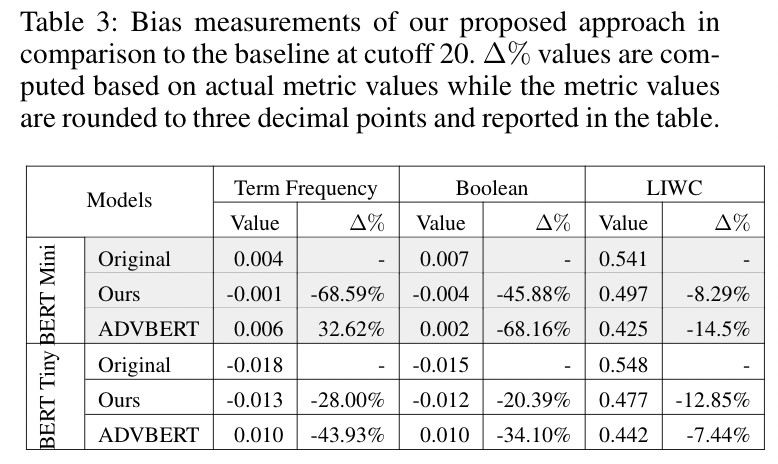 Table 3: Bias measurements of our proposed approach in
comparison to the baseline at cutoff 20. Δ% values are com-
puted based on actual metric values while the metric values
are rounded to three decimal points and reported in the table.
Models Term Frequency Boolean LIWC
Value Δ% Value Δ% Value Δ%
BERT Mini
Original 0.004 - 0.007 - 0.541 -
Ours -0.001 -68.59% -0.004 -45.88% 0.497 -8.29%
ADVBERT 0.006 32.62% 0.002 -68.16% 0.425 -14.5%
BERT Tiny
Original -0.018 - -0.015 - 0.548 -
Ours -0.013 -28.00% -0.012 -20.39% 0.477 -12.85%
ADVBERT 0.010 -43.93% 0.010 -34.10% 0.442 -7.44%